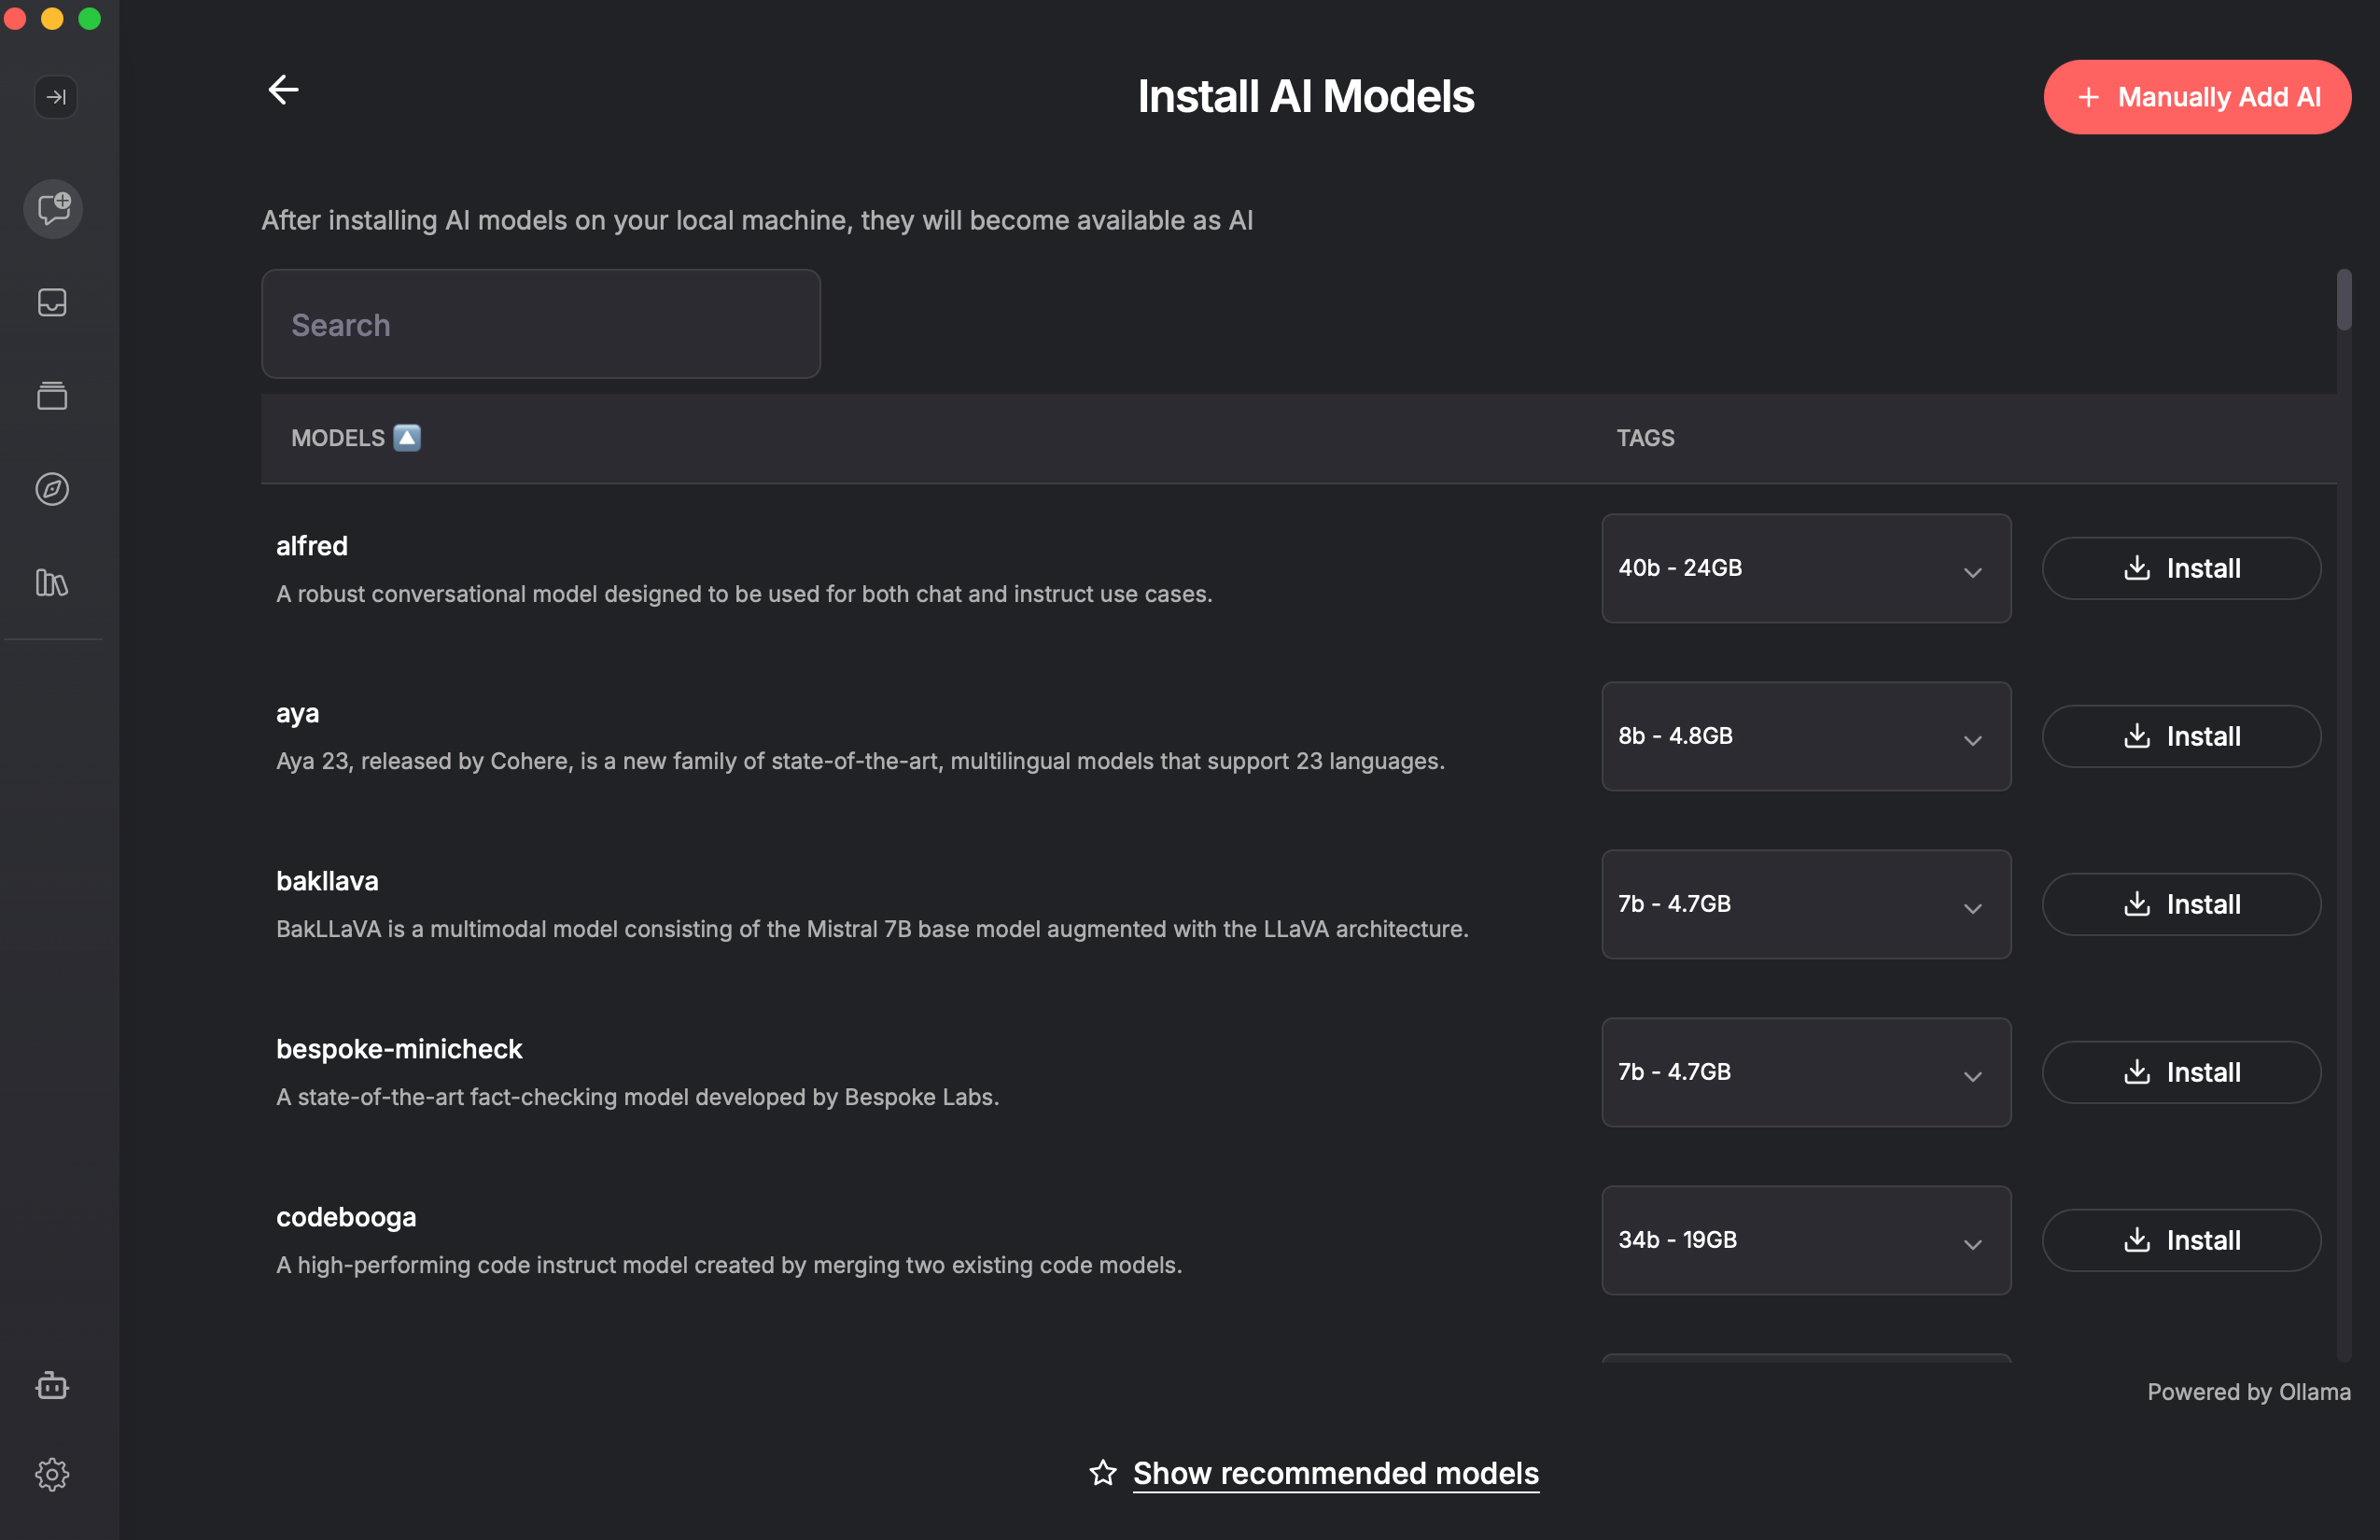 Install AI Models
Manually Add AI
After installing AI models on your local machine, they will become available as AI
Search
MODELS 🔼
TAGS
alfred
A robust conversational model designed to be used for both chat and instruct use cases.
40b - 24GB
Install
aya
Aya 23, released by Cohere, is a new family of state-of-the-art, multilingual models that support 23 languages.
8b - 4.8GB
Install
bakllava
BakLLaVA is a multimodal model consisting of the Mistral 7B base model augmented with the LLaVA architecture.
7b - 4.7GB
Install
bespoke-minicheck
A state-of-the-art fact-checking model developed by Bespoke Labs.
7b - 4.7GB
Install
codebooga
A high-performing code instruct model created by merging two existing code models.
34b - 19GB
Install
Powered by Ollama
Show recommended models